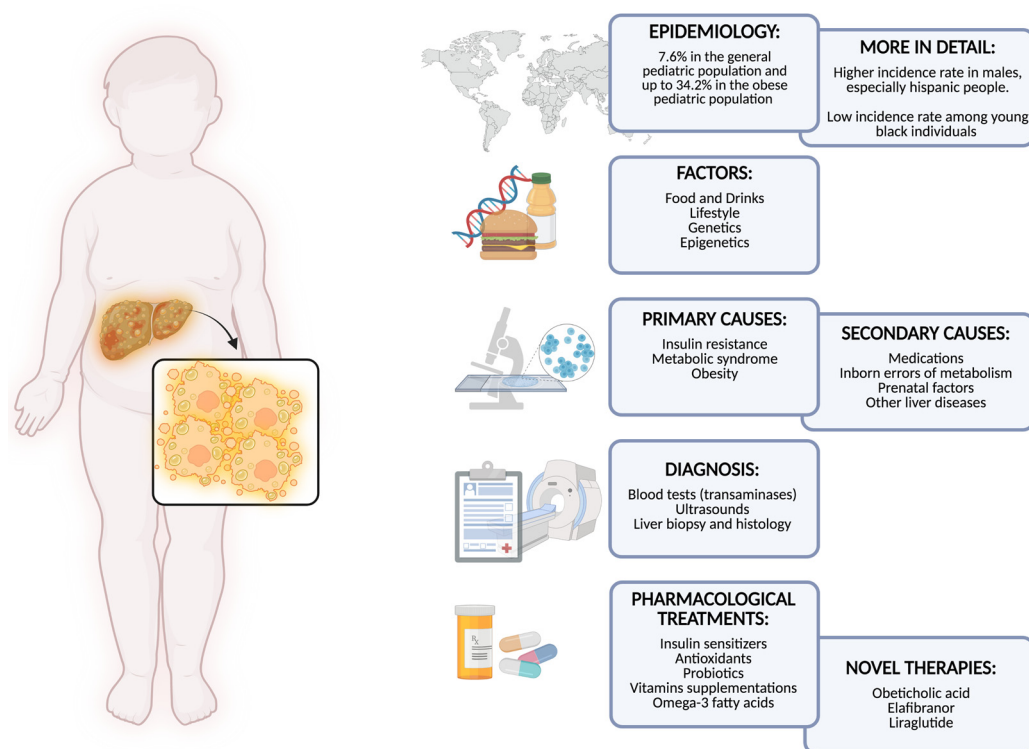 EPIDEMIOLOGY:
7.6% in the general
pediatric population and
up to 34.2% in the obese
pediatric population
MORE IN DETAIL:
Higher incidence rate in males,
especially hispanic people.
Low incidence rate among young
black individuals
FACTORS:
Food and Drinks
Lifestyle
Genetics
Epigenetics
PRIMARY CAUSES:
Insulin resistance
Metabolic syndrome
Obesity
SECONDARY CAUSES:
Medications
Inborn errors of metabolism
Prenatal factors
Other liver diseases
DIAGNOSIS:
Blood tests (transaminases)
Ultrasounds
Liver biopsy and histology
PHARMACOLOGICAL
TREATMENTS:
Insulin sensitizers
Antioxidants
Probiotics
Vitamins supplementations
Omega-3 fatty acids
Rx
NOVEL THERAPIES:
Obeticholic acid
Elafibranor
Liraglutide